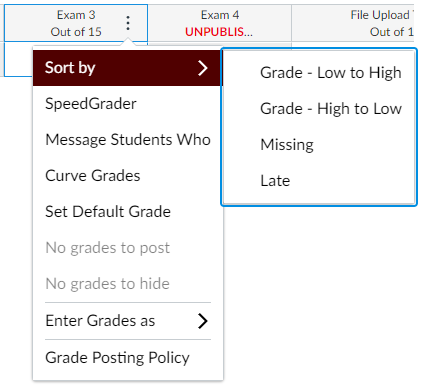 Exam 3
Out of 15
Exam 4
UNPUBLIS...
File Upload
Out of 1
Sort by
SpeedGrader
Message Students Who
Curve Grades
Set Default Grade
No grades to post
No grades to hide
Enter Grades as
Grade Posting Policy
Grade - Low to High
Grade - High to Low
Missing
Late